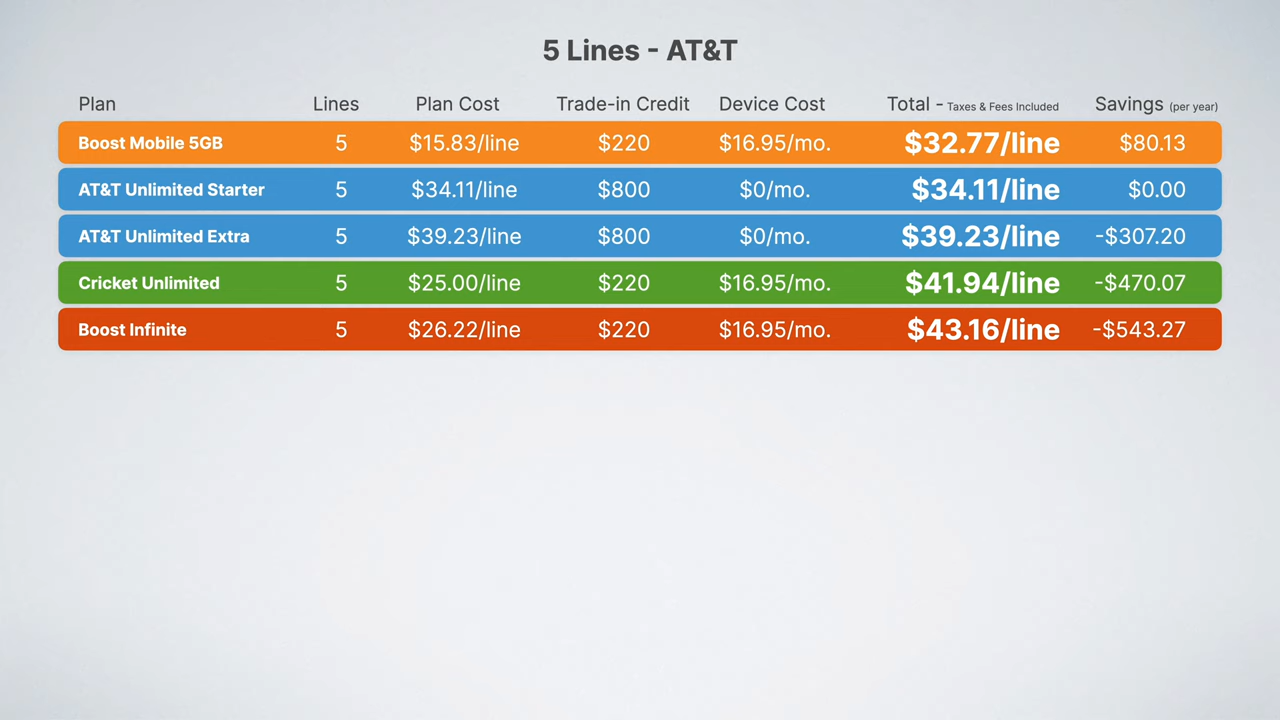 5 Lines - AT&T
Plan Lines Plan Cost Trade-in Credit Device Cost Total - Taxes & Fees Included Savings (per year)
Boost Mobile 5GB 5 $15.83/line $220 $16.95/mo. $32.77/line $80.13
AT&T Unlimited Starter 5 $34.11/line $800 $0/mo. $34.11/line $0.00
AT&T Unlimited Extra 5 $39.23/line $800 $0/mo. $39.23/line -$307.20
Cricket Unlimited 5 $25.00/line $220 $16.95/mo. $41.94/line -$470.07
Boost Infinite 5 $26.22/line $220 $16.95/mo. $43.16/line -$543.27